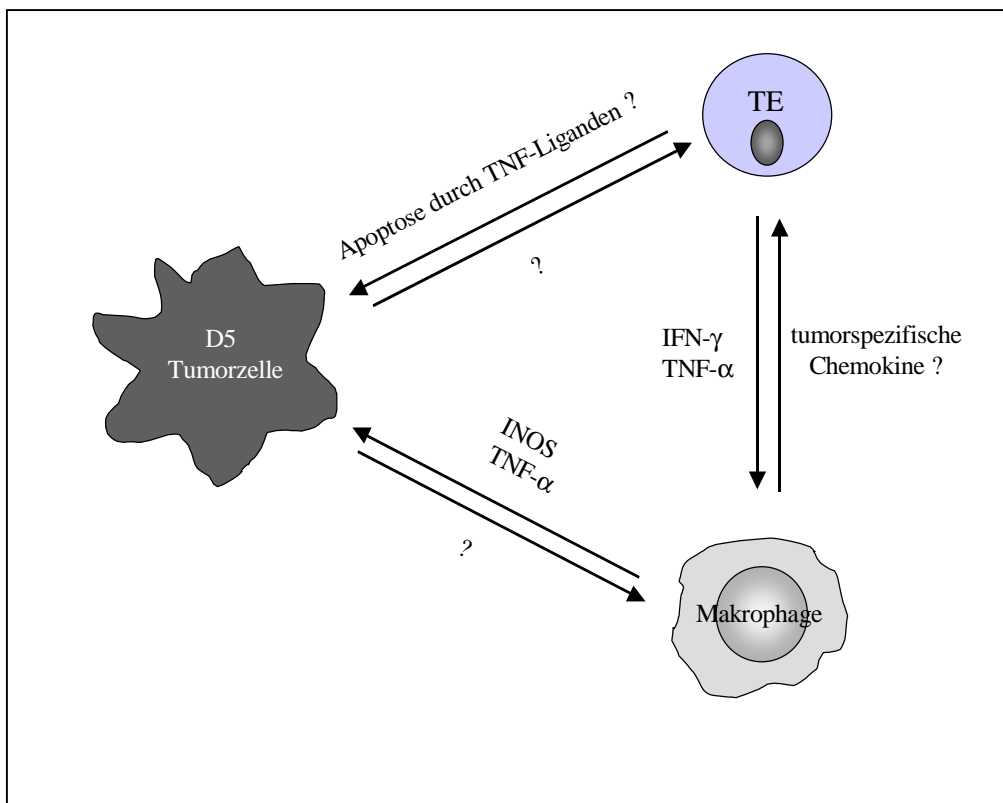 TE
Apoptose durch TNF-Liganden ?
?
D5
Tumorzelle
IFN-γ
TNF-α
tumorspezifische
Chemokine ?
INOS
TNF-α
?
Makrophage